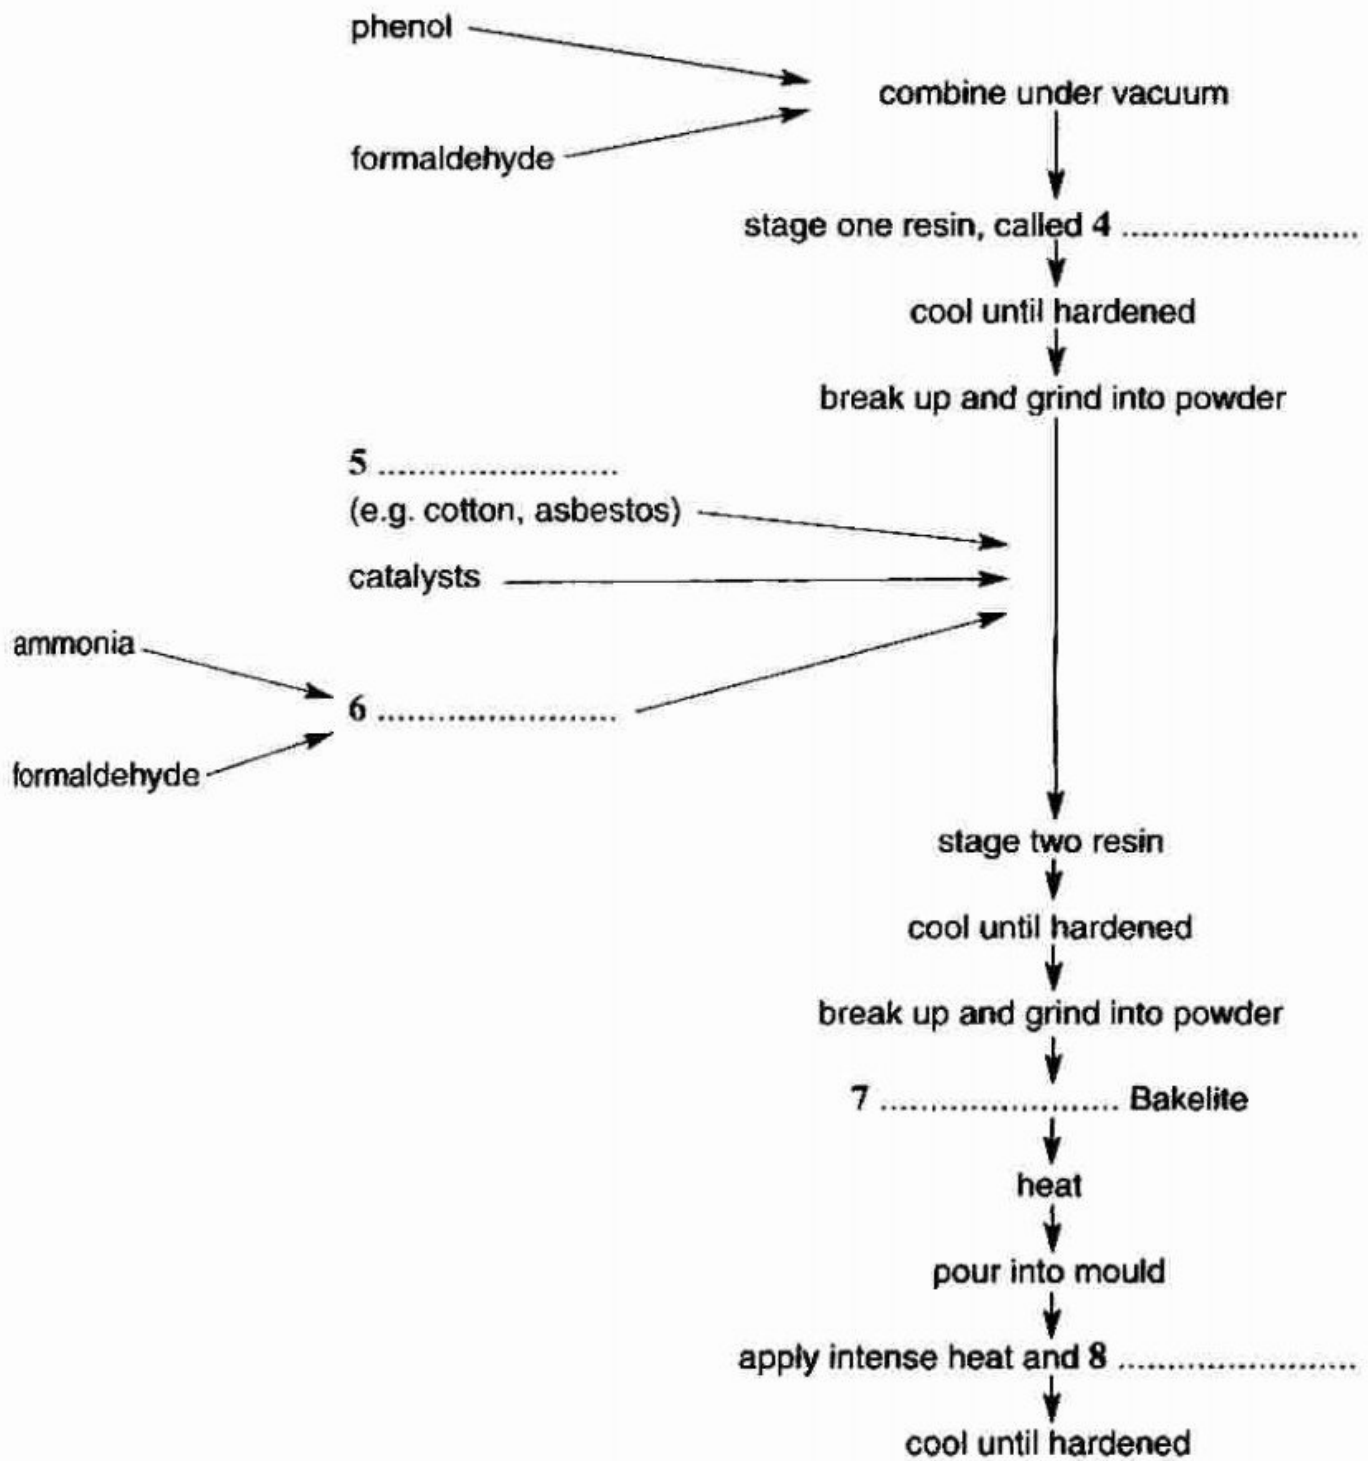 phenol
combine under vacuum
formaldehyde
stage one resin, called 4 ........................
cool until hardened
break up and grind into powder
5 ........................
(e.g. cotton, asbestos)
catalysts
ammonia
6 ........................
formaldehyde
stage two resin
cool until hardened
break up and grind into powder
7 ........................ Bakelite
heat
pour into mould
apply intense heat and 8 ........................
cool until hardened